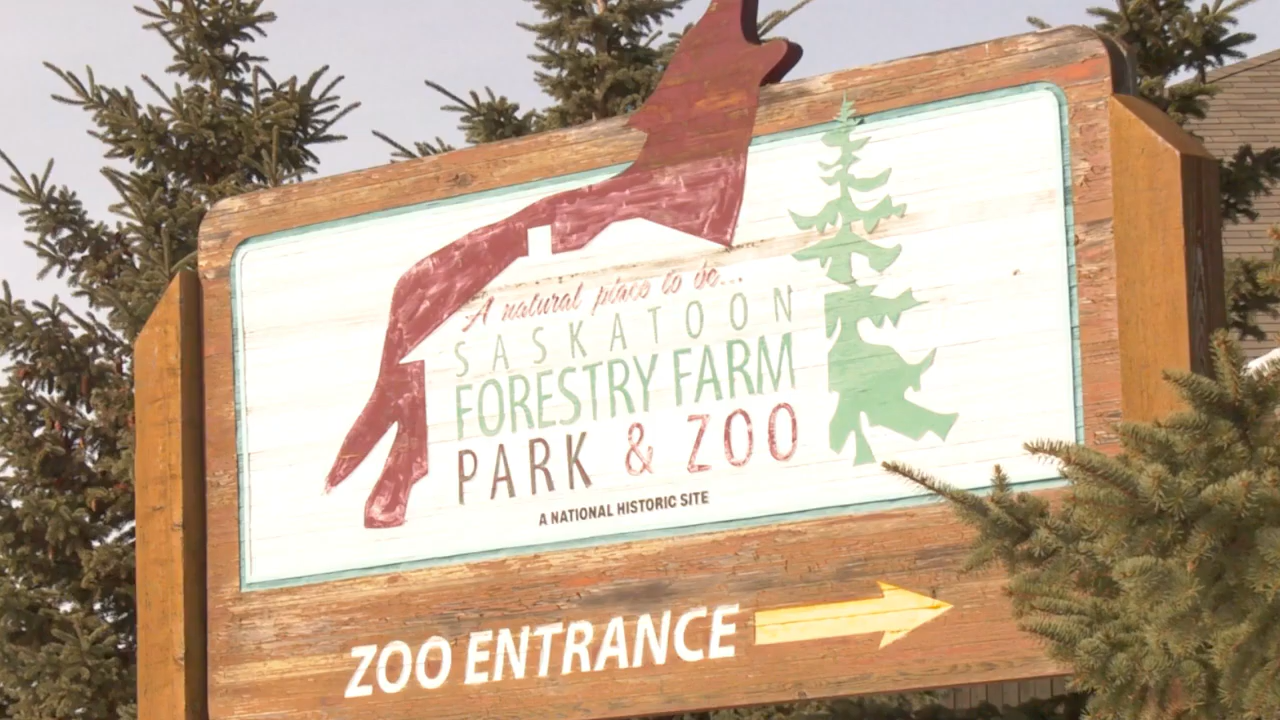 A natural place to be...
SASKATOON
FORESTRY FARM
PARK & ZOO
A NATIONAL HISTORIC SITE
ZOO ENTRANCE